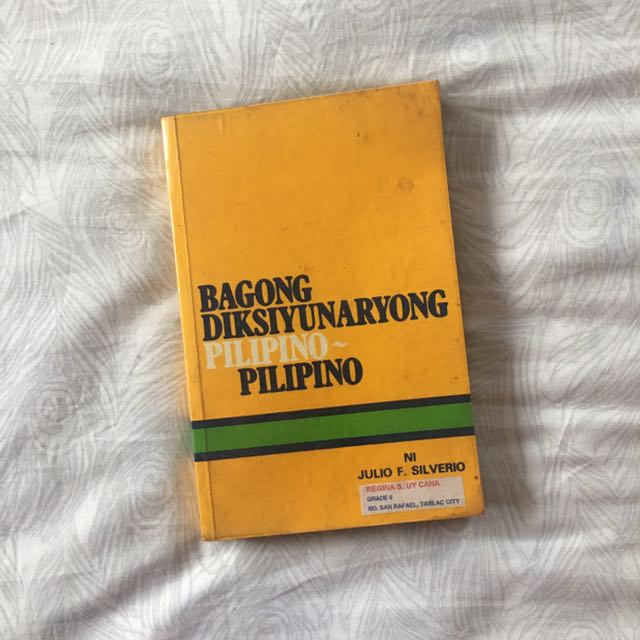 BAGONG
DIKSIYUNARYONG
PILIPINO~
PILIPINO
NI
JULIO F. SILVERIO
REGINA S. UY CANA
GRADE 6
BO. SAN RAFAEL, TARLAC CITY